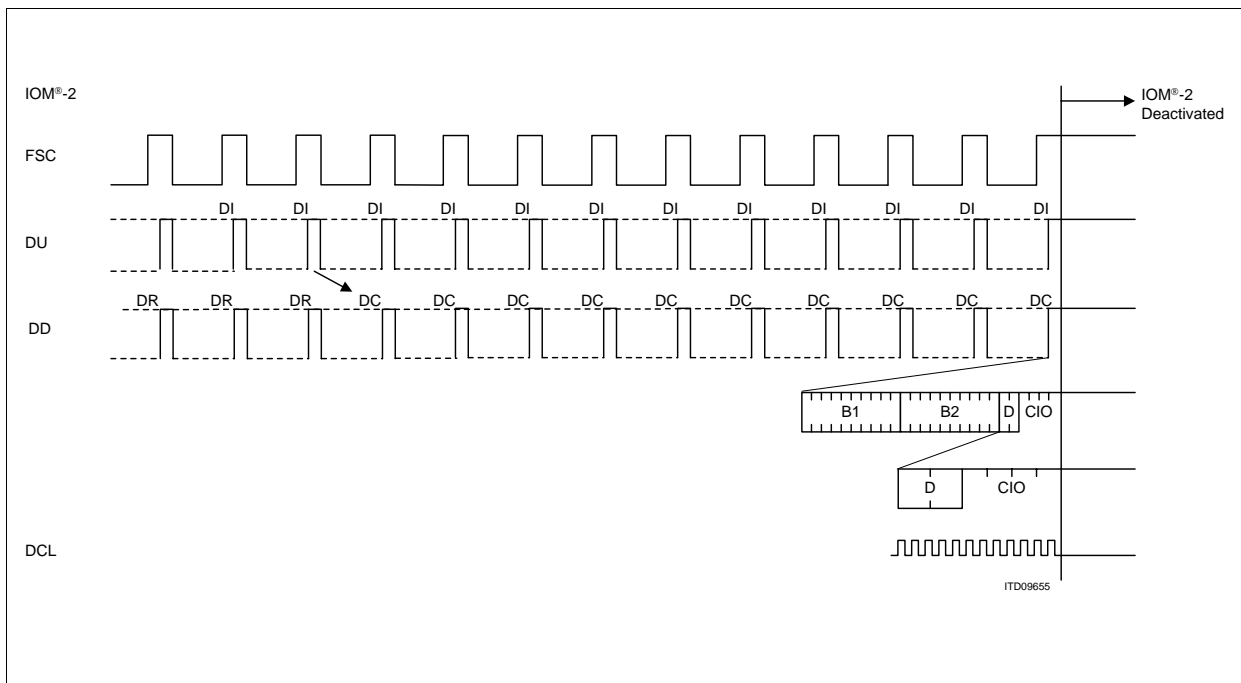 IOM®-2
IOM®-2
Deactivated
FSC
DI DI DI DI DI DI DI DI DI DI DI DI
DU
DR DR DR DC DC DC DC DC DC DC DC DC DC
DD
B1 B2 D CIO
D CIO
DCL
ITD09655